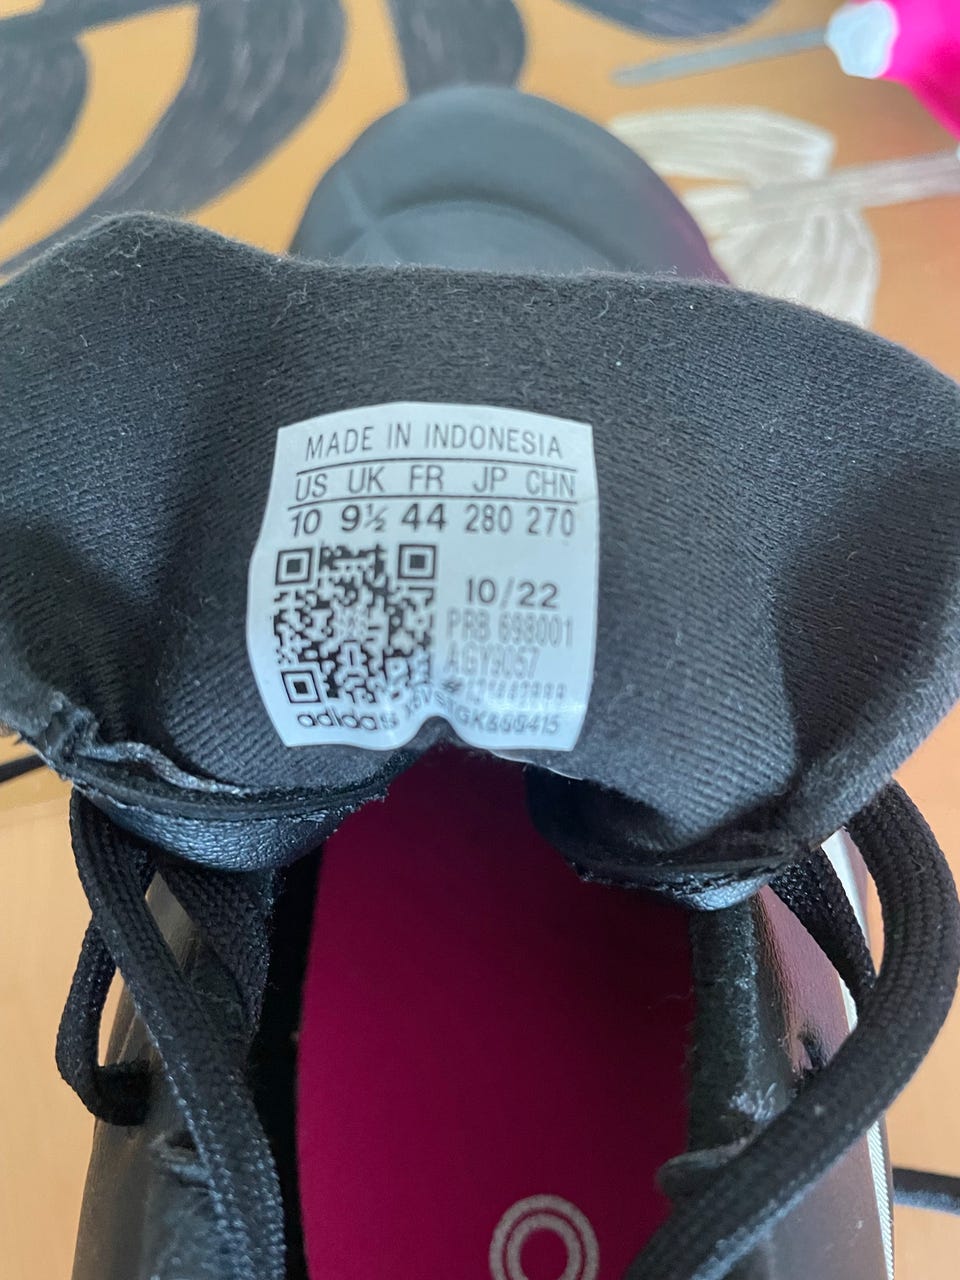 MADE IN INDONESIA
US UK FR JP CHN
10 9½ 44 280 270
10/22
PRB 698001
AGY9057
adidas